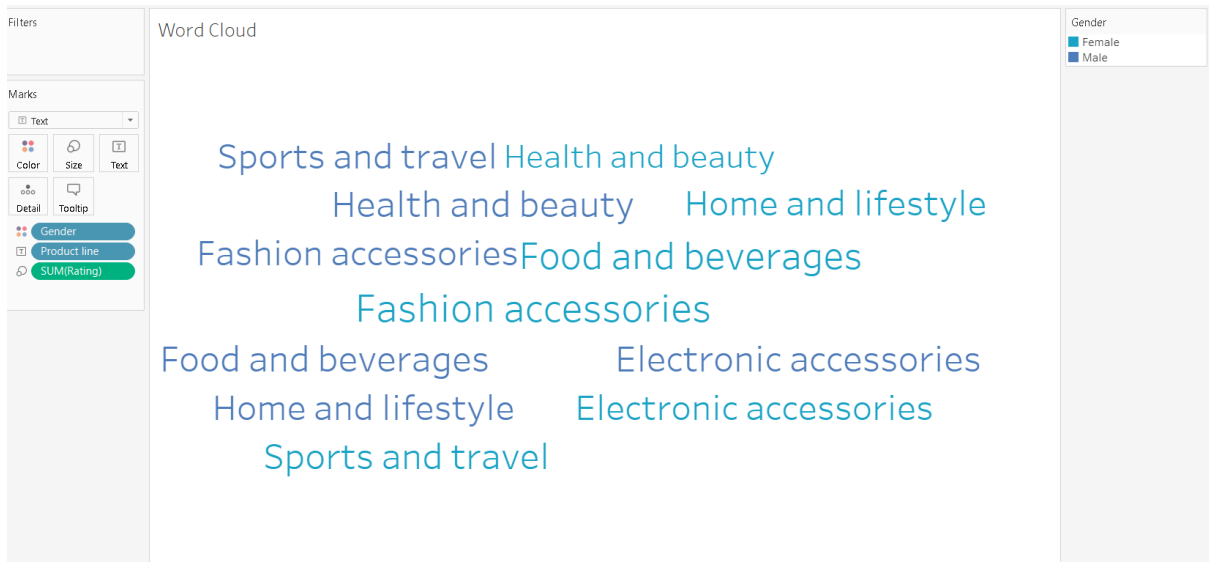 Filters
Marks
Text
Color Size Text
Detail Tooltip
Gender
Product line
SUM(Rating)
Word Cloud
Sports and travel Health and beauty
Health and beauty Home and lifestyle
Fashion accessories Food and beverages
Fashion accessories
Food and beverages Electronic accessories
Home and lifestyle Electronic accessories
Sports and travel
Gender
Female
Male